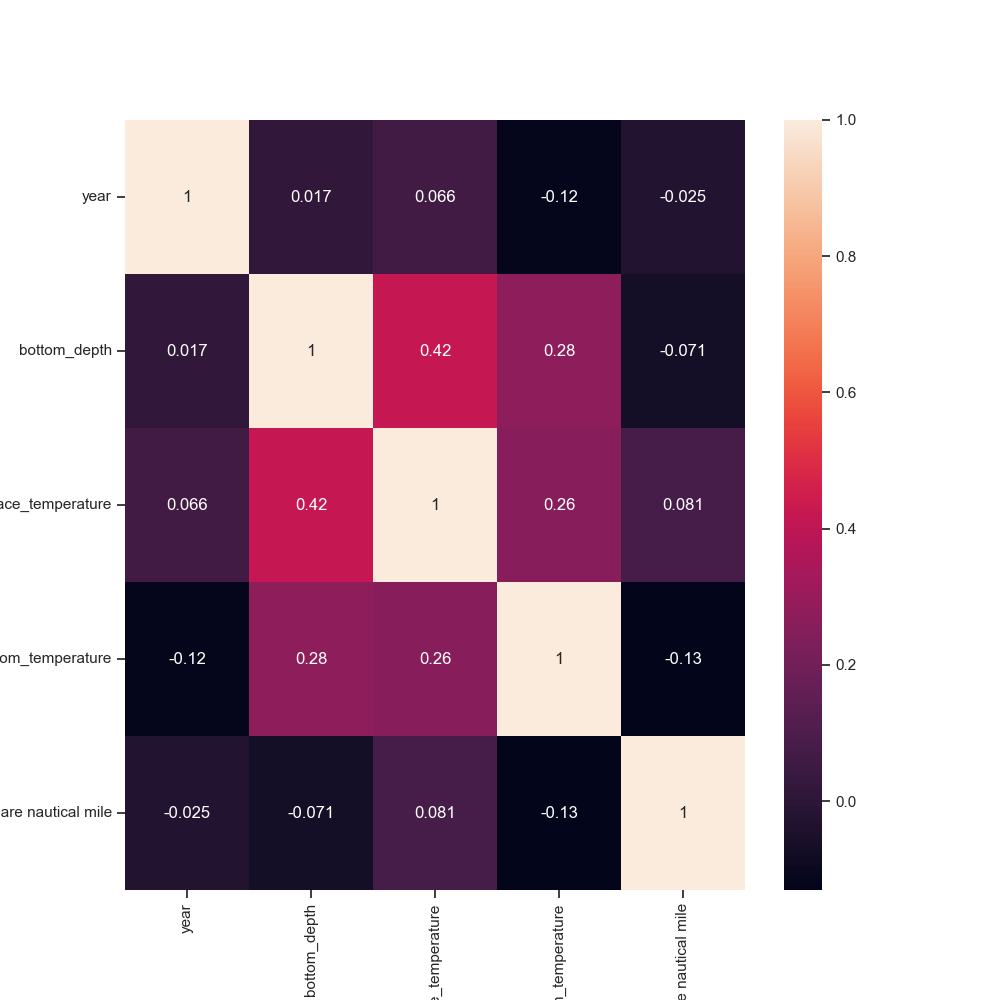 1.0
year 1 0.017 0.066 -0.12 -0.025
0.8
bottom_depth 0.017 1 0.42 0.28 -0.071
0.6
ace_temperature 0.066 0.42 1 0.26 0.081
0.4
om_temperature -0.12 0.28 0.26 1 -0.13
0.2
are nautical mile -0.025 -0.071 0.081 -0.13 1
0.0
year
bottom_depth
e_temperature
n_temperature
e nautical mile